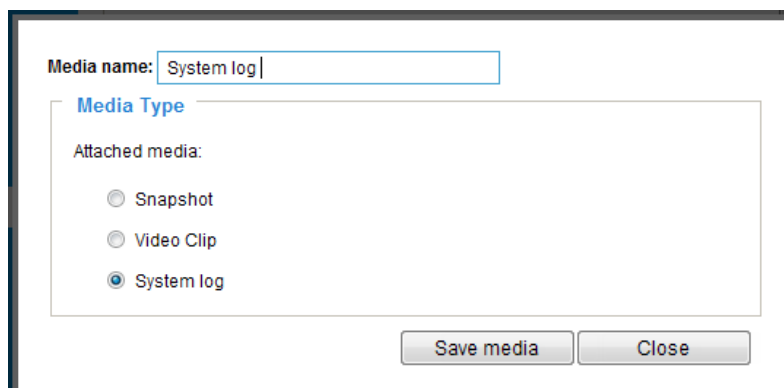 Media name: System log
Media Type
Attached media:
Snapshot
Video Clip
System log
Save media Close